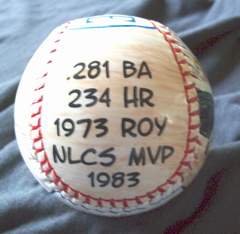 .281 BA
234 HR
1973 ROY
NLCS MVP
1983